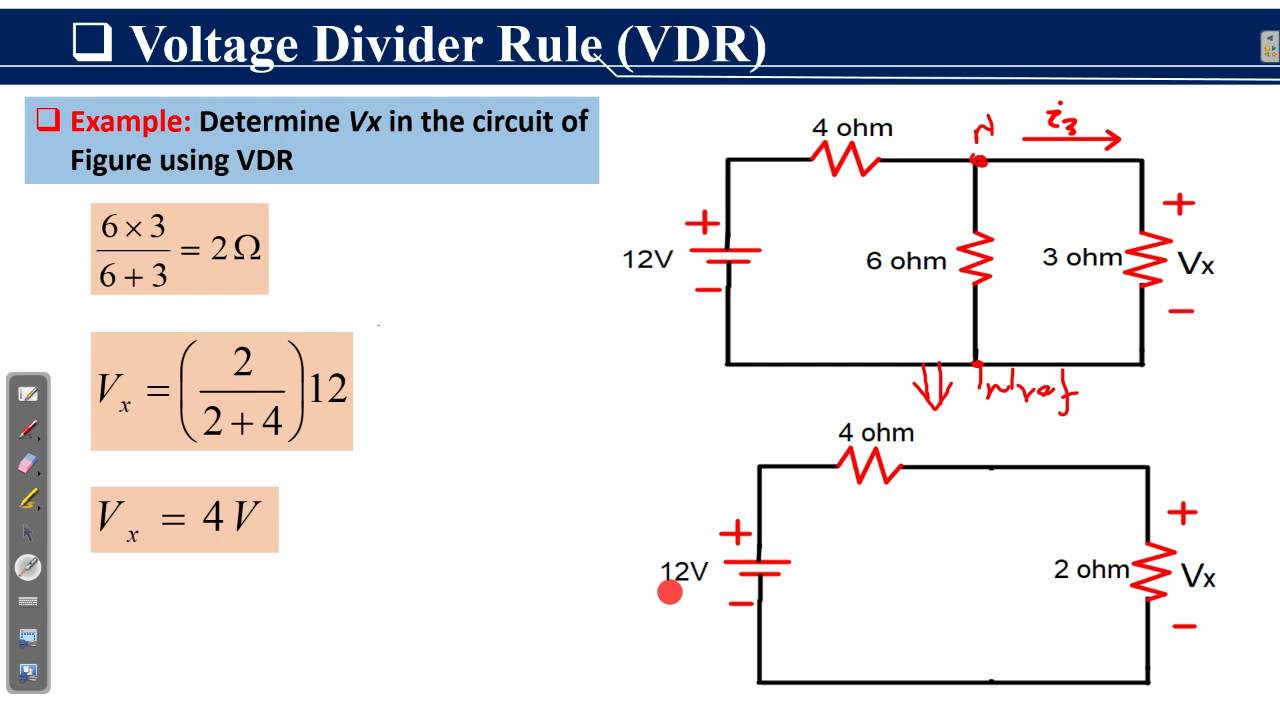 ❑ Voltage Divider Rule (VDR)
❑ Example: Determine Vx in the circuit of
Figure using VDR
6 × 3
6 + 3
= 2 Ω
V x = ( 2 / 2 + 4 ) 12
V x = 4 V
4 ohm
N
i3
+
12V
−
6 ohm
3 ohm
+
Vx
−
ref
4 ohm
+
12V
−
2 ohm
+
Vx
−